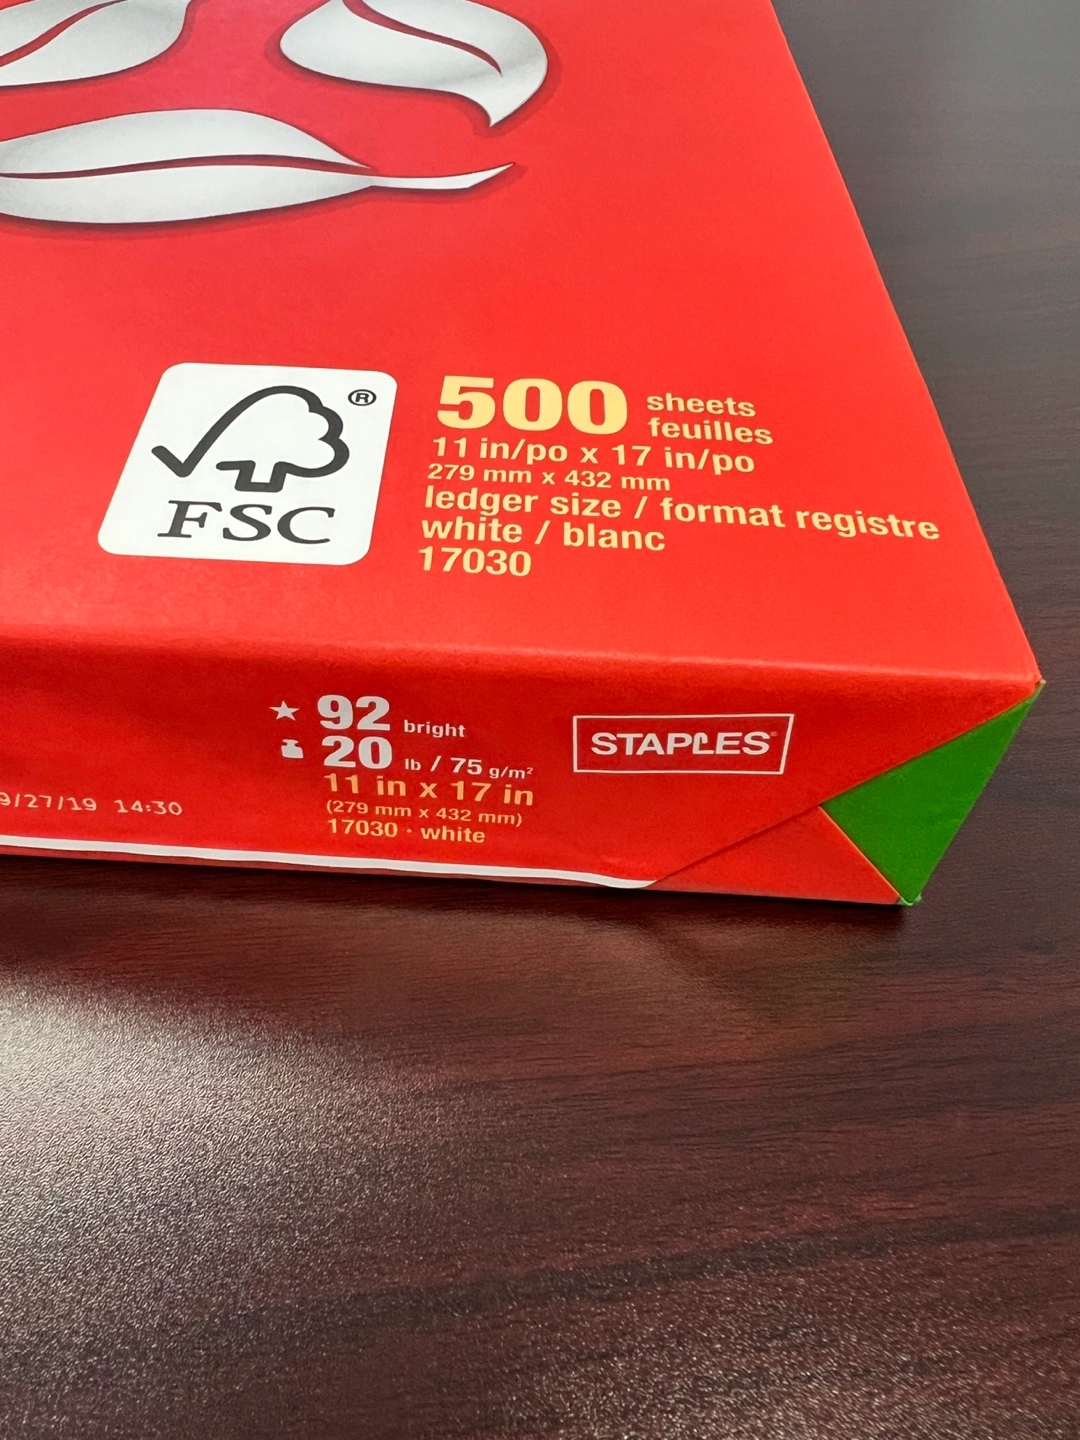 ®
FSC
500 sheets
feuilles
11 in/po x 17 in/po
279 mm x 432 mm
ledger size / format registre
white / blanc
17030
92 bright
20 lb / 75 g/m²
11 in x 17 in
(279 mm x 432 mm)
17030 · white
STAPLES
9/27/19 14:30